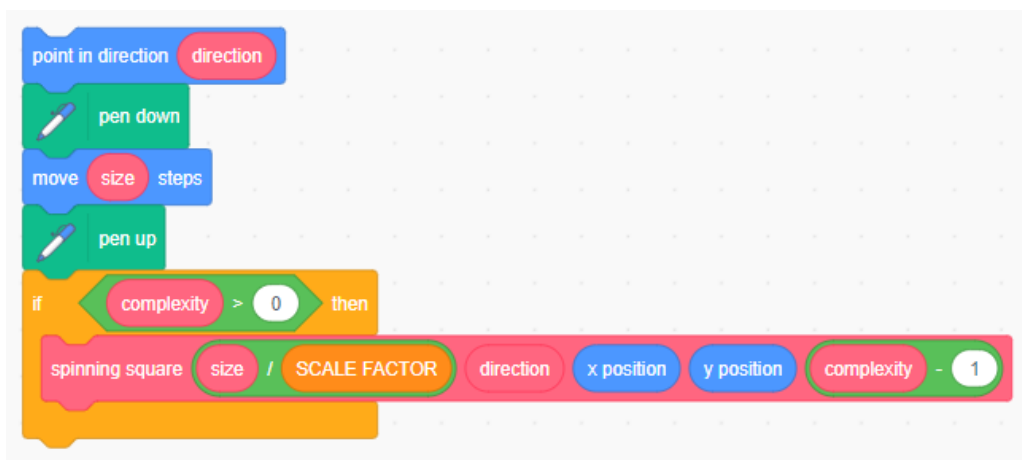 point in direction direction
pen down
move size steps
pen up
if complexity > 0 then
spinning square size / SCALE FACTOR direction x position y position complexity - 1